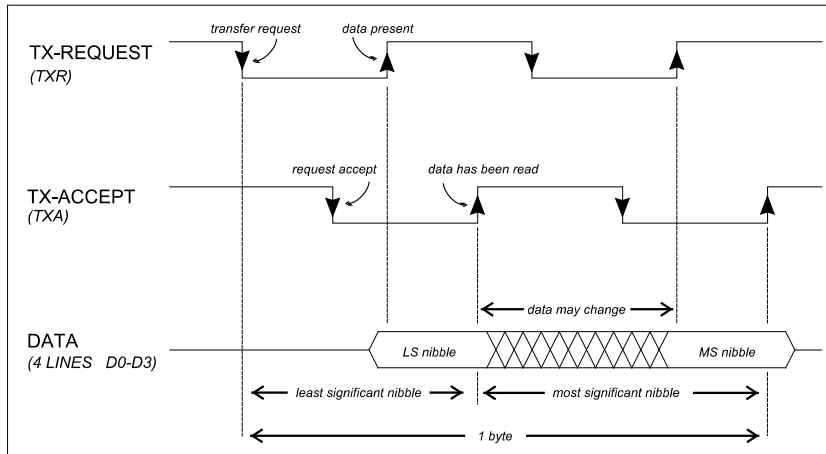 transfer request
data present
TX-REQUEST
(TXR)
request accept
data has been read
TX-ACCEPT
(TXA)
data may change
DATA
(4 LINES D0-D3)
LS nibble
MS nibble
least significant nibble
most significant nibble
1 byte